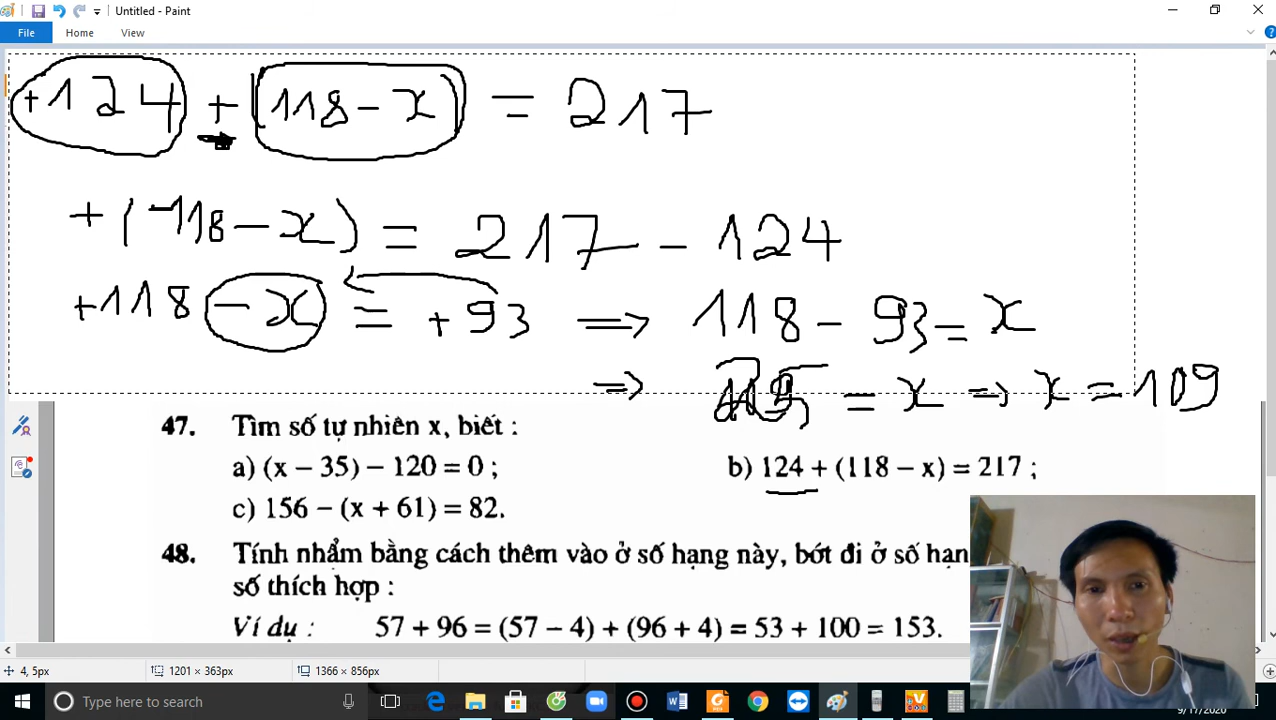 Untitled - Paint
File Home View
+124 + (118 - x) = 217
+ (118 - x) = 217 - 124
+118 - x = +93 => 118 - 93 = x
=> = x → x = 109
47. Tìm số tự nhiên x, biết :
a) (x – 35) – 120 = 0 ; b) 124 + (118 – x) = 217 ;
c) 156 – (x + 61) = 82.
48. Tính nhẩm bằng cách thêm vào ở số hạng này, bớt đi ở số hạn
số thích hợp :
Ví dụ : 57 + 96 = (57 – 4) + (96 + 4) = 53 + 100 = 153.
4, 5px 1201 × 363px 1366 × 856px
Type here to search
9/17/2020